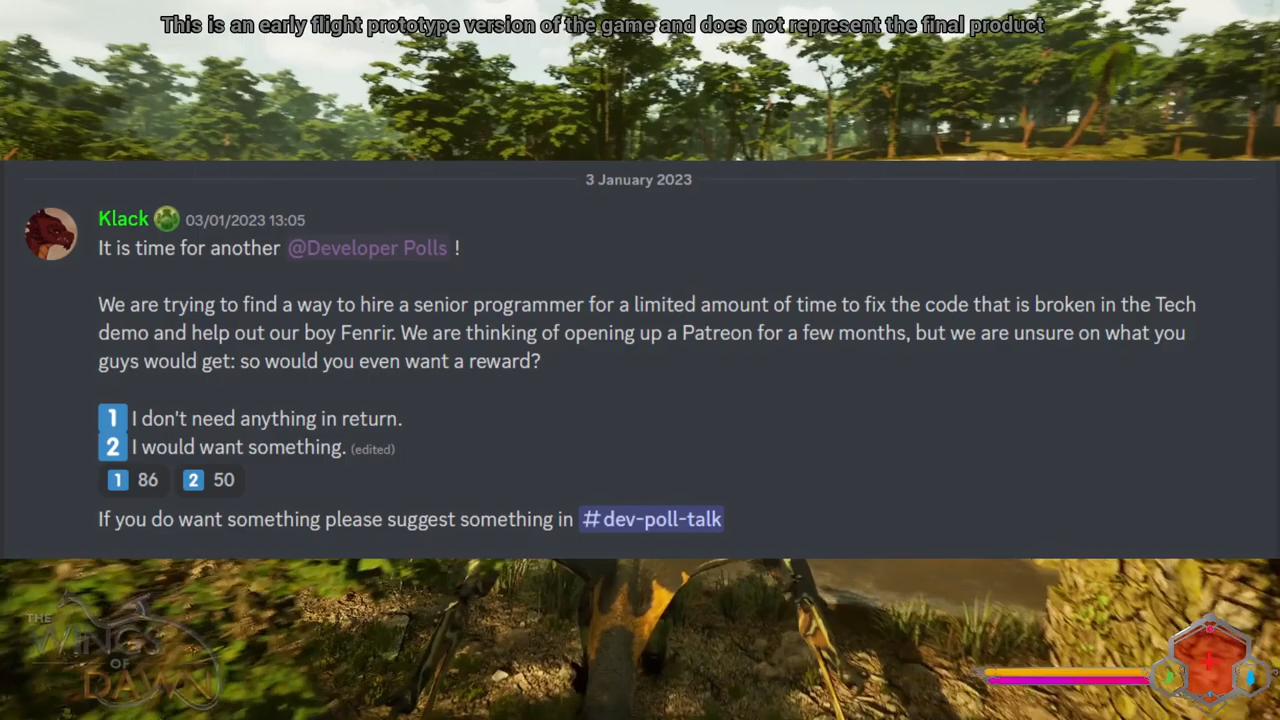 This is an early flight prototype version of the game and does not represent the final product
3 January 2023
Klack 03/01/2023 13:05
It is time for another @Developer Polls !
We are trying to find a way to hire a senior programmer for a limited amount of time to fix the code that is broken in the Tech
demo and help out our boy Fenrir. We are thinking of opening up a Patreon for a few months, but we are unsure on what you
guys would get: so would you even want a reward?
1 I don't need anything in return.
2 I would want something. (edited)
1 86 2 50
If you do want something please suggest something in #dev-poll-talk
THE
WINGS
OF
DAWN